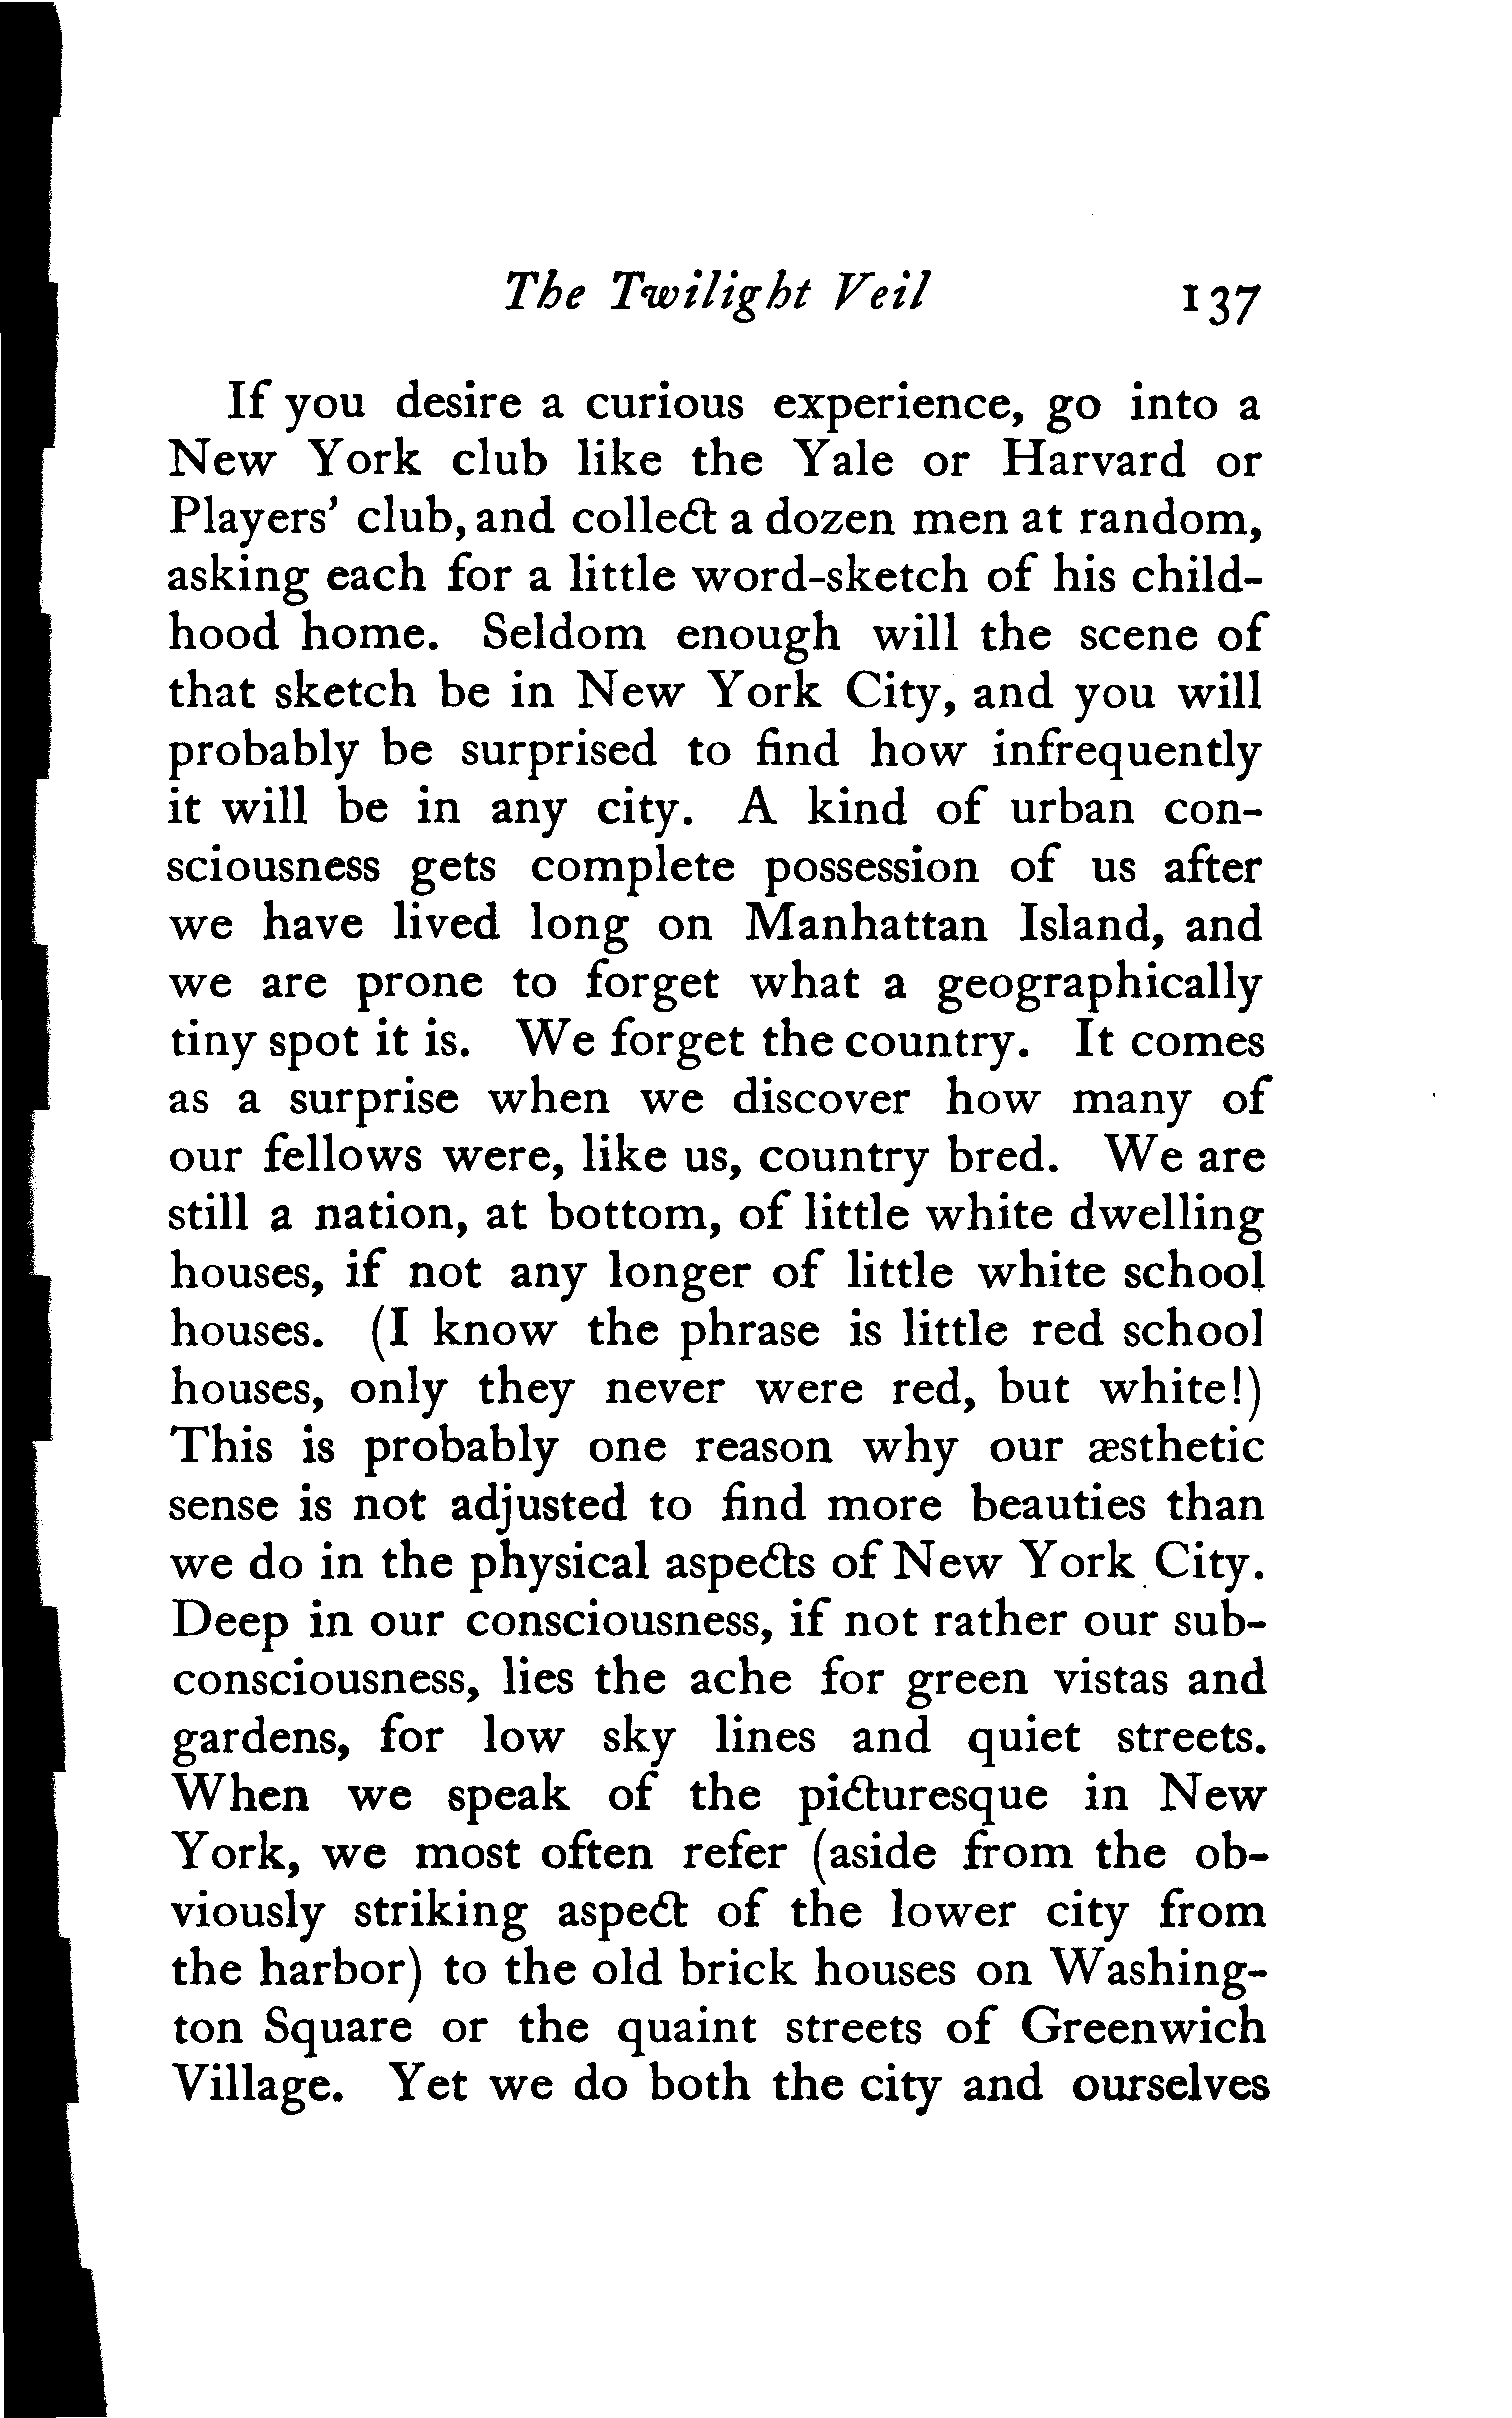 The Twilight Veil 137
If you desire a curious experience, go into a
New York club like the Yale or Harvard or
Players' club, and collect a dozen men at random,
asking each for a little word-sketch of his child-
hood home. Seldom enough will the scene of
that sketch be in New York City, and you will
probably be surprised to find how infrequently
it will be in any city. A kind of urban con-
sciousness gets complete possession of us after
we have lived long on Manhattan Island, and
we are prone to forget what a geographically
tiny spot it is. We forget the country. It comes
as a surprise when we discover how many of
our fellows were, like us, country bred. We are
still a nation, at bottom, of little white dwelling
houses, if not any longer of little white school
houses. (I know the phrase is little red school
houses, only they never were red, but white!)
This is probably one reason why our æsthetic
sense is not adjusted to find more beauties than
we do in the physical aspects of New York City.
Deep in our consciousness, if not rather our sub-
consciousness, lies the ache for green vistas and
gardens, for low sky lines and quiet streets.
When we speak of the picturesque in New
York, we most often refer (aside from the ob-
viously striking aspect of the lower city from
the harbor) to the old brick houses on Washing-
ton Square or the quaint streets of Greenwich
Village. Yet we do both the city and ourselves